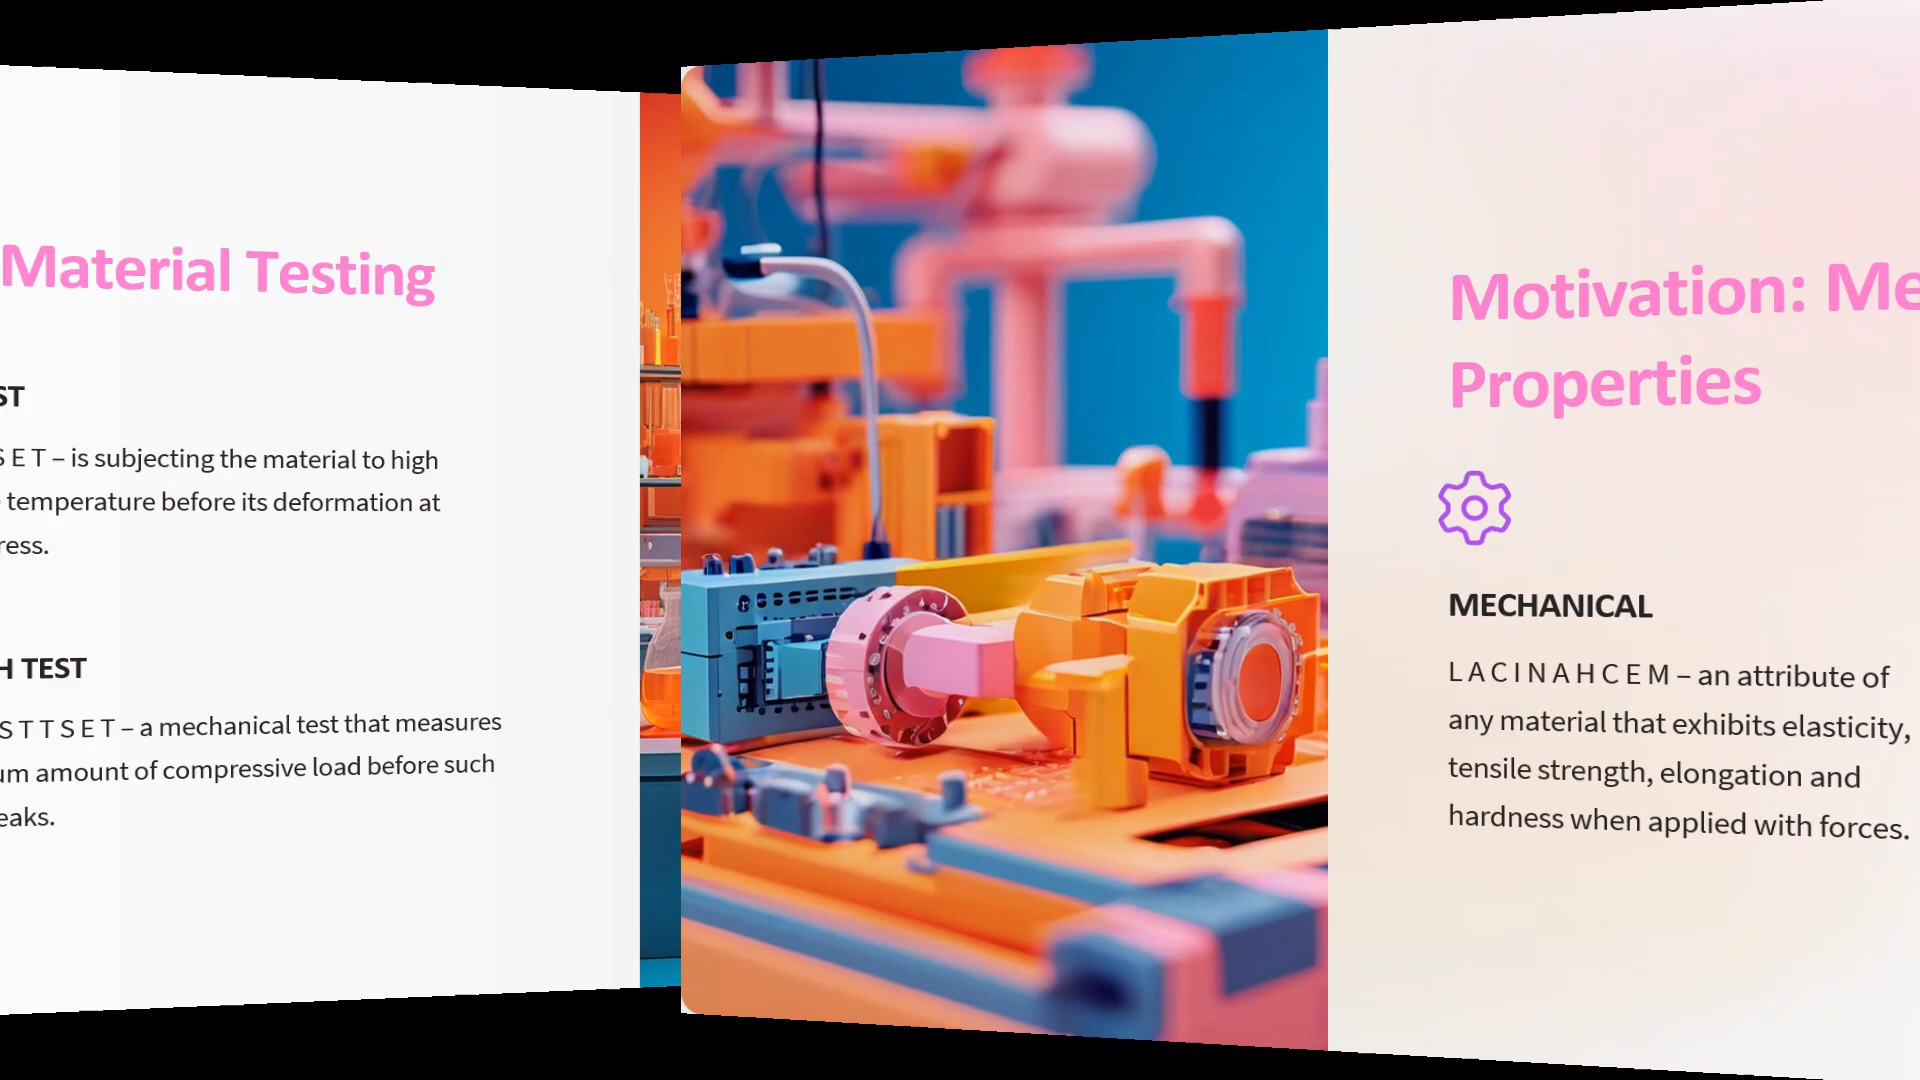 Material Testing
ST
S E T – is subjecting the material to high
temperature before its deformation at
ress.
H TEST
S T T S E T – a mechanical test that measures
um amount of compressive load before such
eaks.
Motivation: Me
Properties
MECHANICAL
L A C I N A H C E M – an attribute of
any material that exhibits elasticity,
tensile strength, elongation and
hardness when applied with forces.